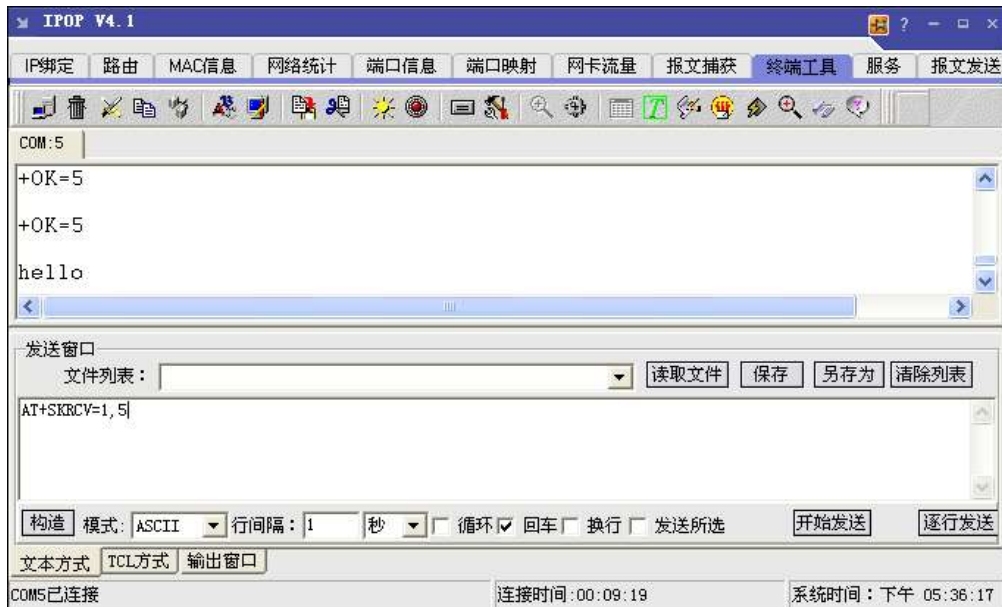 IPOP V4.1
IP绑定 路由 MAC信息 网络统计 端口信息 端口映射 网卡流量 报文捕获 终端工具 服务 报文发送
COM:5
+OK=5
+OK=5
hello
发送窗口
文件列表： 读取文件 保存 另存为 清除列表
AT+SKRCV=1,5
构造 模式: ASCII 行间隔：1 秒 循环 回车 换行 发送所选 开始发送 逐行发送
文本方式 TCL方式 输出窗口
COM5已连接 连接时间:00:09:19 系统时间：下午 05:36:17